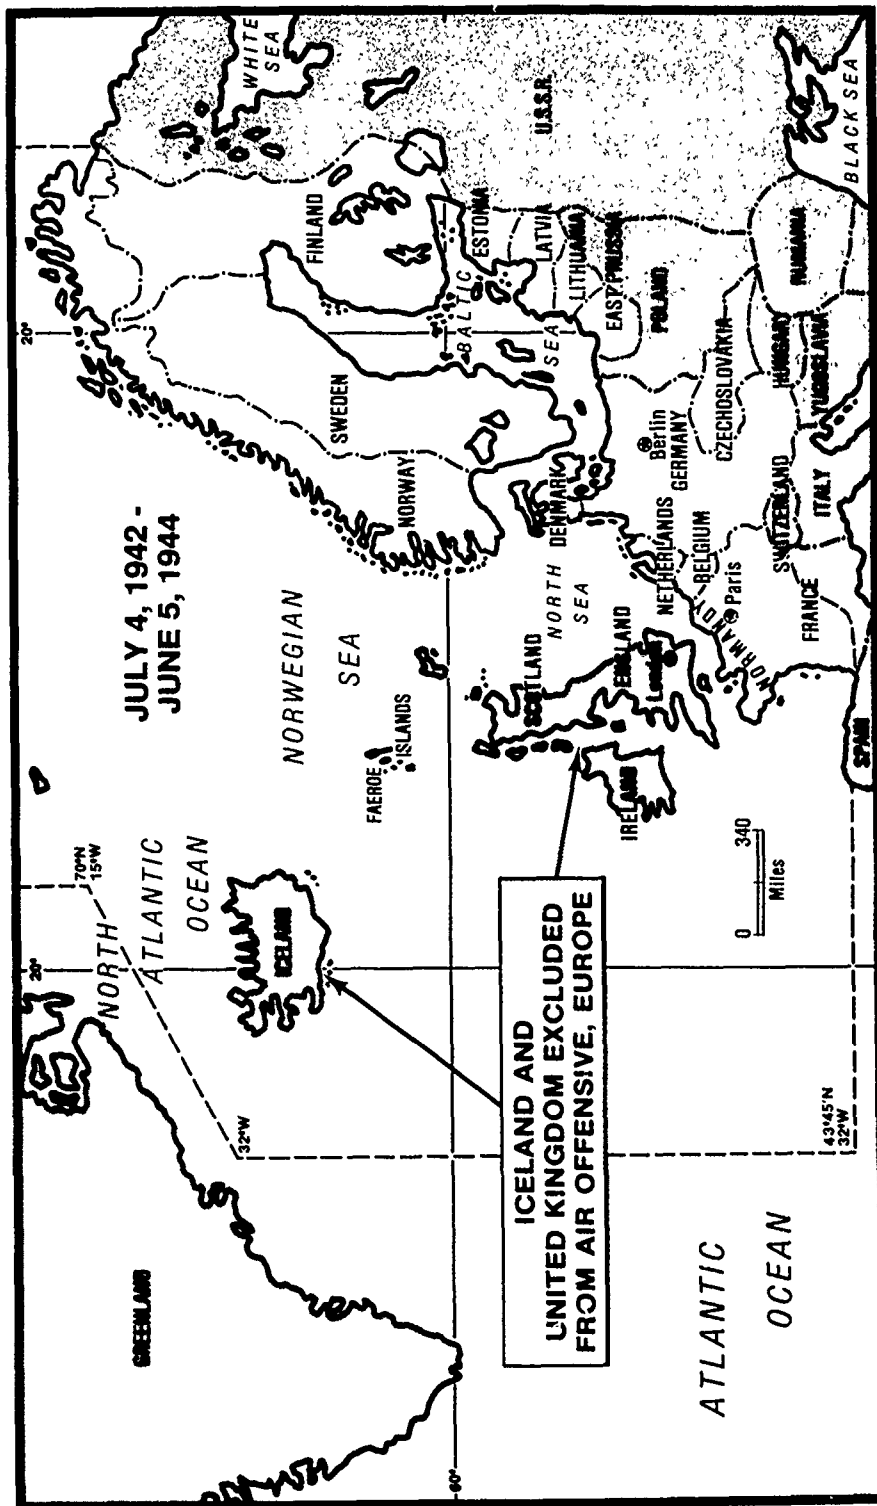 JULY 4, 1942 -
JUNE 5, 1944
20°
20°
60°
70°N
15°W
32°W
43°45'N
32°W
GREENLAND
NORTH
ATLANTIC
OCEAN
ICELAND
NORWEGIAN
SEA
FAEROE
ISLANDS
NORWAY
SWEDEN
FINLAND
WHITE
SEA
ICELAND AND
UNITED KINGDOM EXCLUDED
FROM AIR OFFENSIVE, EUROPE
SCOTLAND
ENGLAND
London
IRELAND
NORTH
SEA
DENMARK
BALTIC
SEA
ESTONIA
LATVIA
LITHUANIA
EAST PRUSSIA
POLAND
U.S.S.R.
NETHERLANDS
BELGIUM
Berlin
GERMANY
CZECHOSLOVAKIA
NORMANDY
Paris
FRANCE
SWITZERLAND
ITALY
HUNGARY
YUGOSLAVIA
RUMANIA
BLACK SEA
SPAIN
0 340
Miles
ATLANTIC
OCEAN